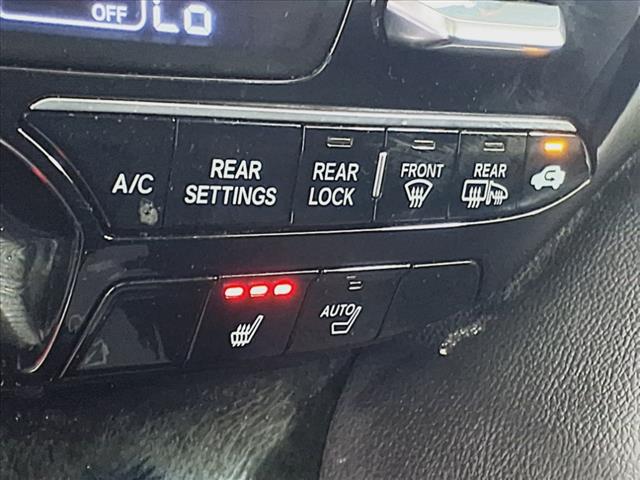 OFF LO
A/C
REAR
SETTINGS
REAR
LOCK
FRONT
REAR
AUTO